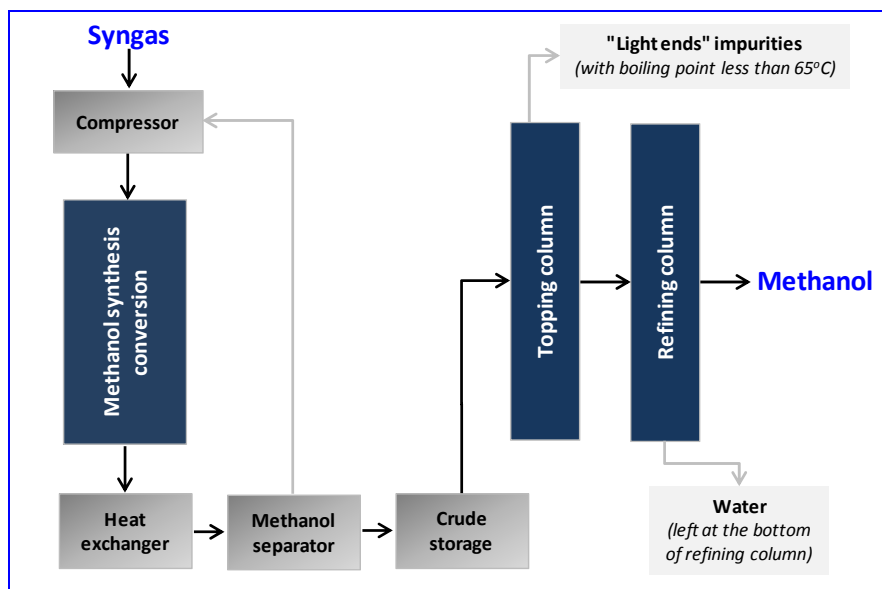 Syngas
Compressor
Methanol synthesis
conversion
Heat
exchanger
Methanol
separator
Crude
storage
Topping column
Refining column
"Light ends" impurities
(with boiling point less than 65°C)
Methanol
Water
(left at the bottom
of refining column)